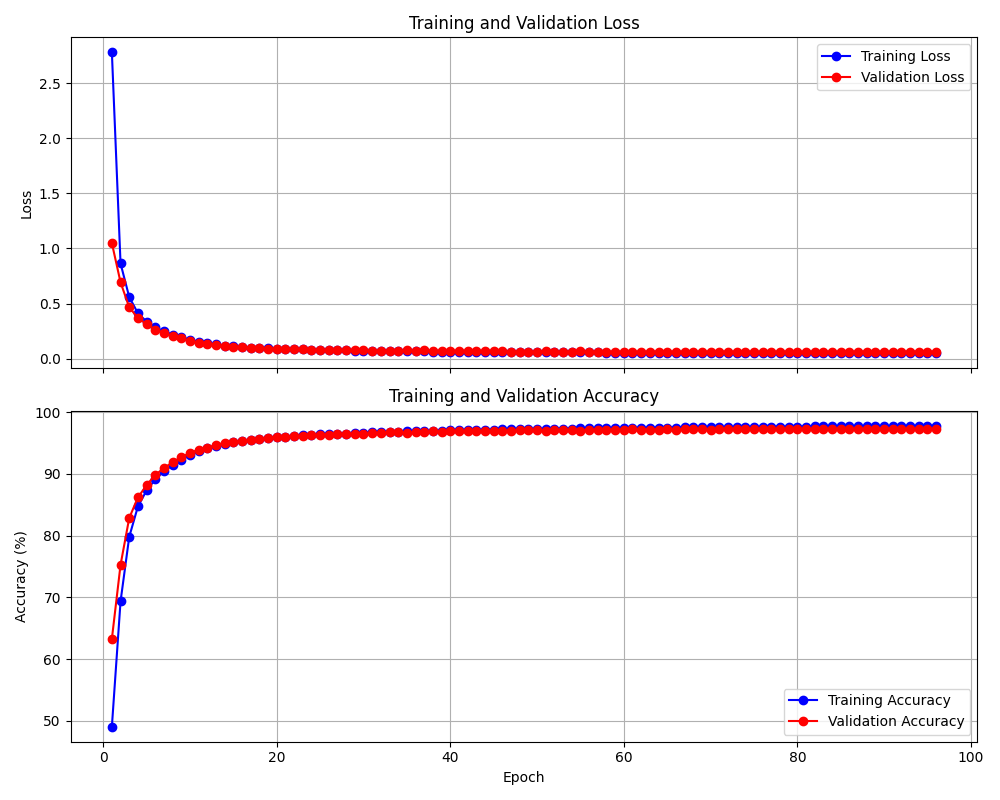 Training and Validation Loss
Training Loss
Validation Loss
2.5
2.0
1.5
1.0
0.5
0.0
Loss
Training and Validation Accuracy
100
90
80
70
60
50
Accuracy (%)
Training Accuracy
Validation Accuracy
0 20 40 60 80 100
Epoch